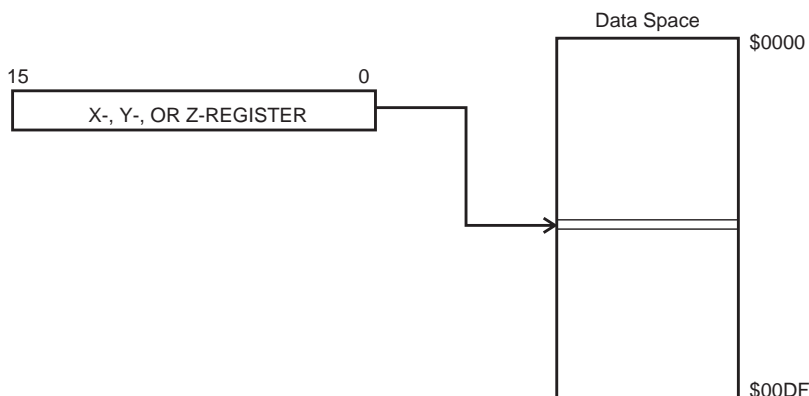 Data Space
$0000
15 0
X-, Y-, OR Z-REGISTER
$00DF